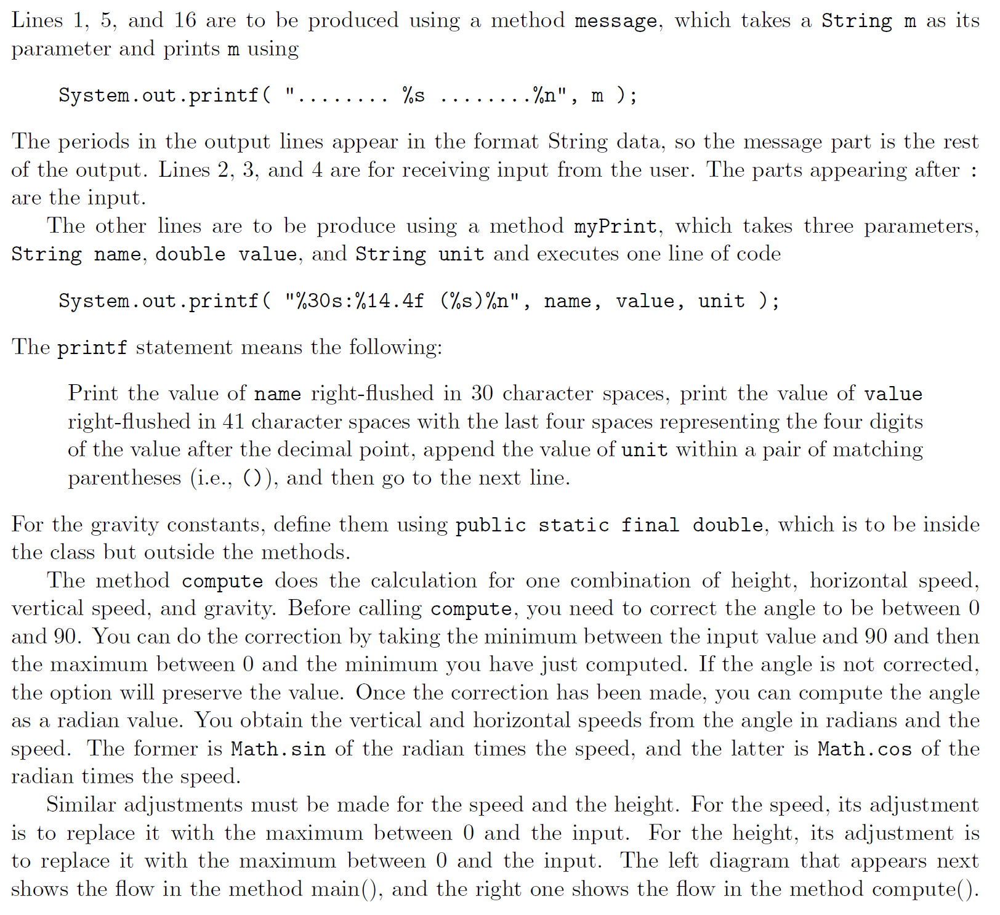 Lines 1, 5, and 16 are to be produced using a method message, which takes a String m as its
parameter and prints m using
System.out.printf( "........ %s ........%n", m );
The periods in the output lines appear in the format String data, so the message part is the rest
of the output. Lines 2, 3, and 4 are for receiving input from the user. The parts appearing after :
are the input.
The other lines are to be produce using a method myPrint, which takes three parameters,
String name, double value, and String unit and executes one line of code
System.out.printf( "%30s:%14.4f (%s)%n", name, value, unit );
The printf statement means the following:
Print the value of name right-flushed in 30 character spaces, print the value of value
right-flushed in 41 character spaces with the last four spaces representing the four digits
of the value after the decimal point, append the value of unit within a pair of matching
parentheses (i.e., ()), and then go to the next line.
For the gravity constants, define them using public static final double, which is to be inside
the class but outside the methods.
The method compute does the calculation for one combination of height, horizontal speed,
vertical speed, and gravity. Before calling compute, you need to correct the angle to be between 0
and 90. You can do the correction by taking the minimum between the input value and 90 and then
the maximum between 0 and the minimum you have just computed. If the angle is not corrected,
the option will preserve the value. Once the correction has been made, you can compute the angle
as a radian value. You obtain the vertical and horizontal speeds from the angle in radians and the
speed. The former is Math.sin of the radian times the speed, and the latter is Math.cos of the
radian times the speed.
Similar adjustments must be made for the speed and the height. For the speed, its adjustment
is to replace it with the maximum between 0 and the input. For the height, its adjustment is
to replace it with the maximum between 0 and the input. The left diagram that appears next
shows the flow in the method main(), and the right one shows the flow in the method compute().